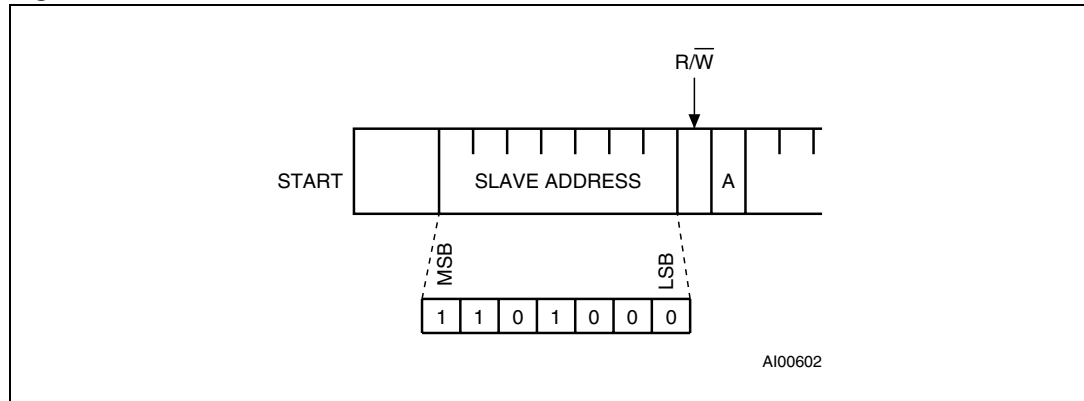 R/W̅
START
SLAVE ADDRESS
A
MSB
LSB
1 1 0 1 0 0 0
AI00602